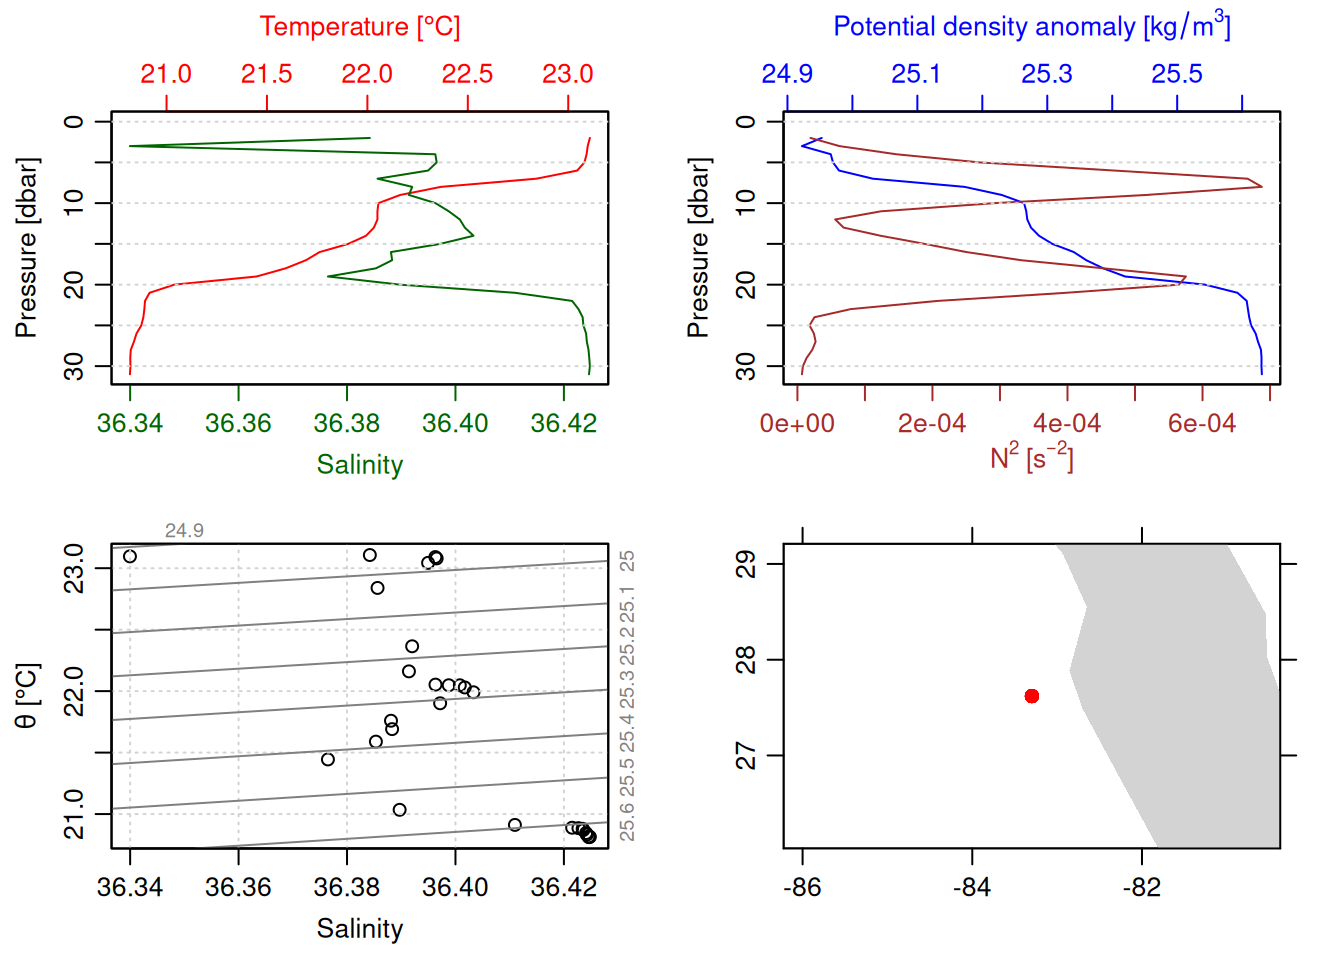 Temperature [°C]
21.0 21.5 22.0 22.5 23.0
0 10 20 30
Pressure [dbar]
36.34 36.36 36.38 36.40 36.42
Salinity
Potential density anomaly [kg/m³]
24.9 25.1 25.3 25.5
0 10 20 30
Pressure [dbar]
0e+00 2e-04 4e-04 6e-04
N² [s⁻²]
24.9
25 25.1 25.2 25.3 25.4 25.5 25.6
23.0 22.0 21.0
θ [°C]
36.34 36.36 36.38 36.40 36.42
Salinity
29 28 27
-86 -84 -82